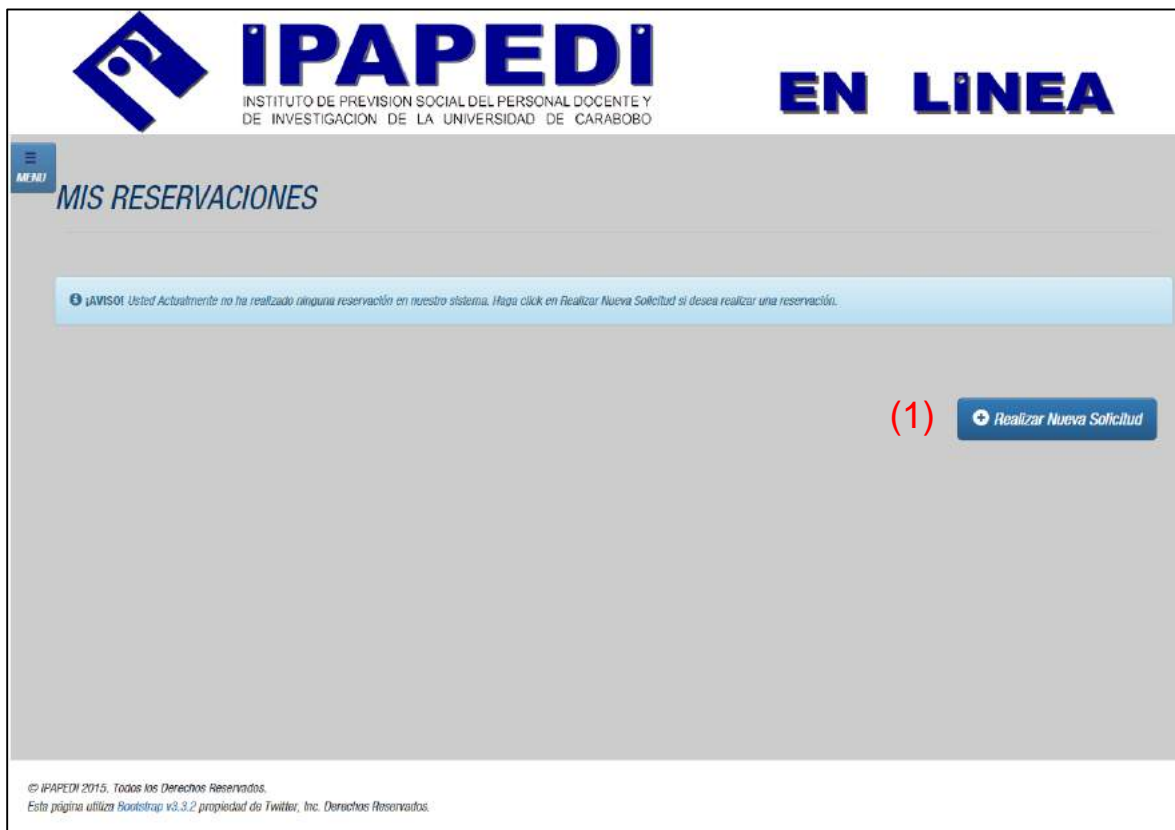 IPAPEDI
INSTITUTO DE PREVISION SOCIAL DEL PERSONAL DOCENTE Y
DE INVESTIGACION DE LA UNIVERSIDAD DE CARABOBO
EN LiNEA
MENU
MIS RESERVACIONES
¡AVISO! Usted Actualmente no ha realizado ninguna reservación en nuestro sistema. Haga click en Realizar Nueva Solicitud si desea realizar una reservación.
(1)
Realizar Nueva Solicitud
© IPAPEDI 2015, Todos los Derechos Reservados.
Esta página utiliza Bootstrap v3.3.2 propiedad de Twitter, Inc. Derechos Reservados.